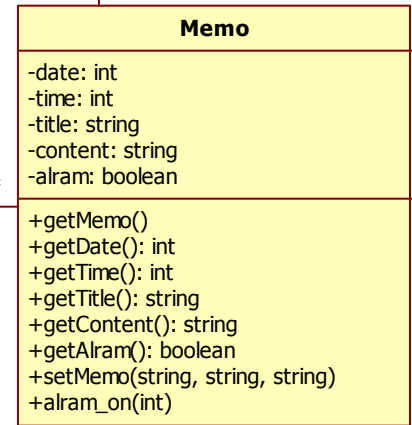 Memo
-date: int
-time: int
-title: string
-content: string
-alram: boolean
+getMemo()
+getDate(): int
+getTime(): int
+getTitle(): string
+getContent(): string
+getAlram(): boolean
+setMemo(string, string, string)
+alram_on(int)